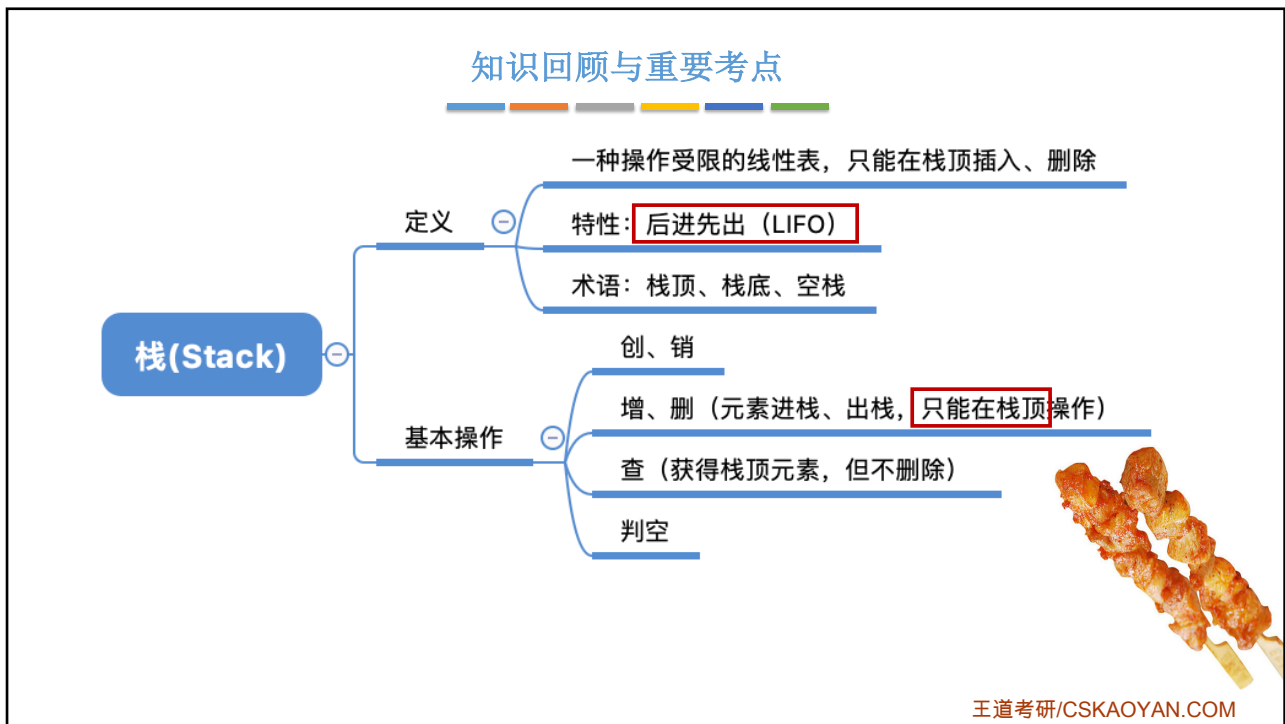 知识回顾与重要考点
一种操作受限的线性表，只能在栈顶插入、删除
定义
特性：后进先出（LIFO）
术语：栈顶、栈底、空栈
栈(Stack)
创、销
增、删（元素进栈、出栈，只能在栈顶操作）
基本操作
查（获得栈顶元素，但不删除）
判空
王道考研/CSKAOYAN.COM